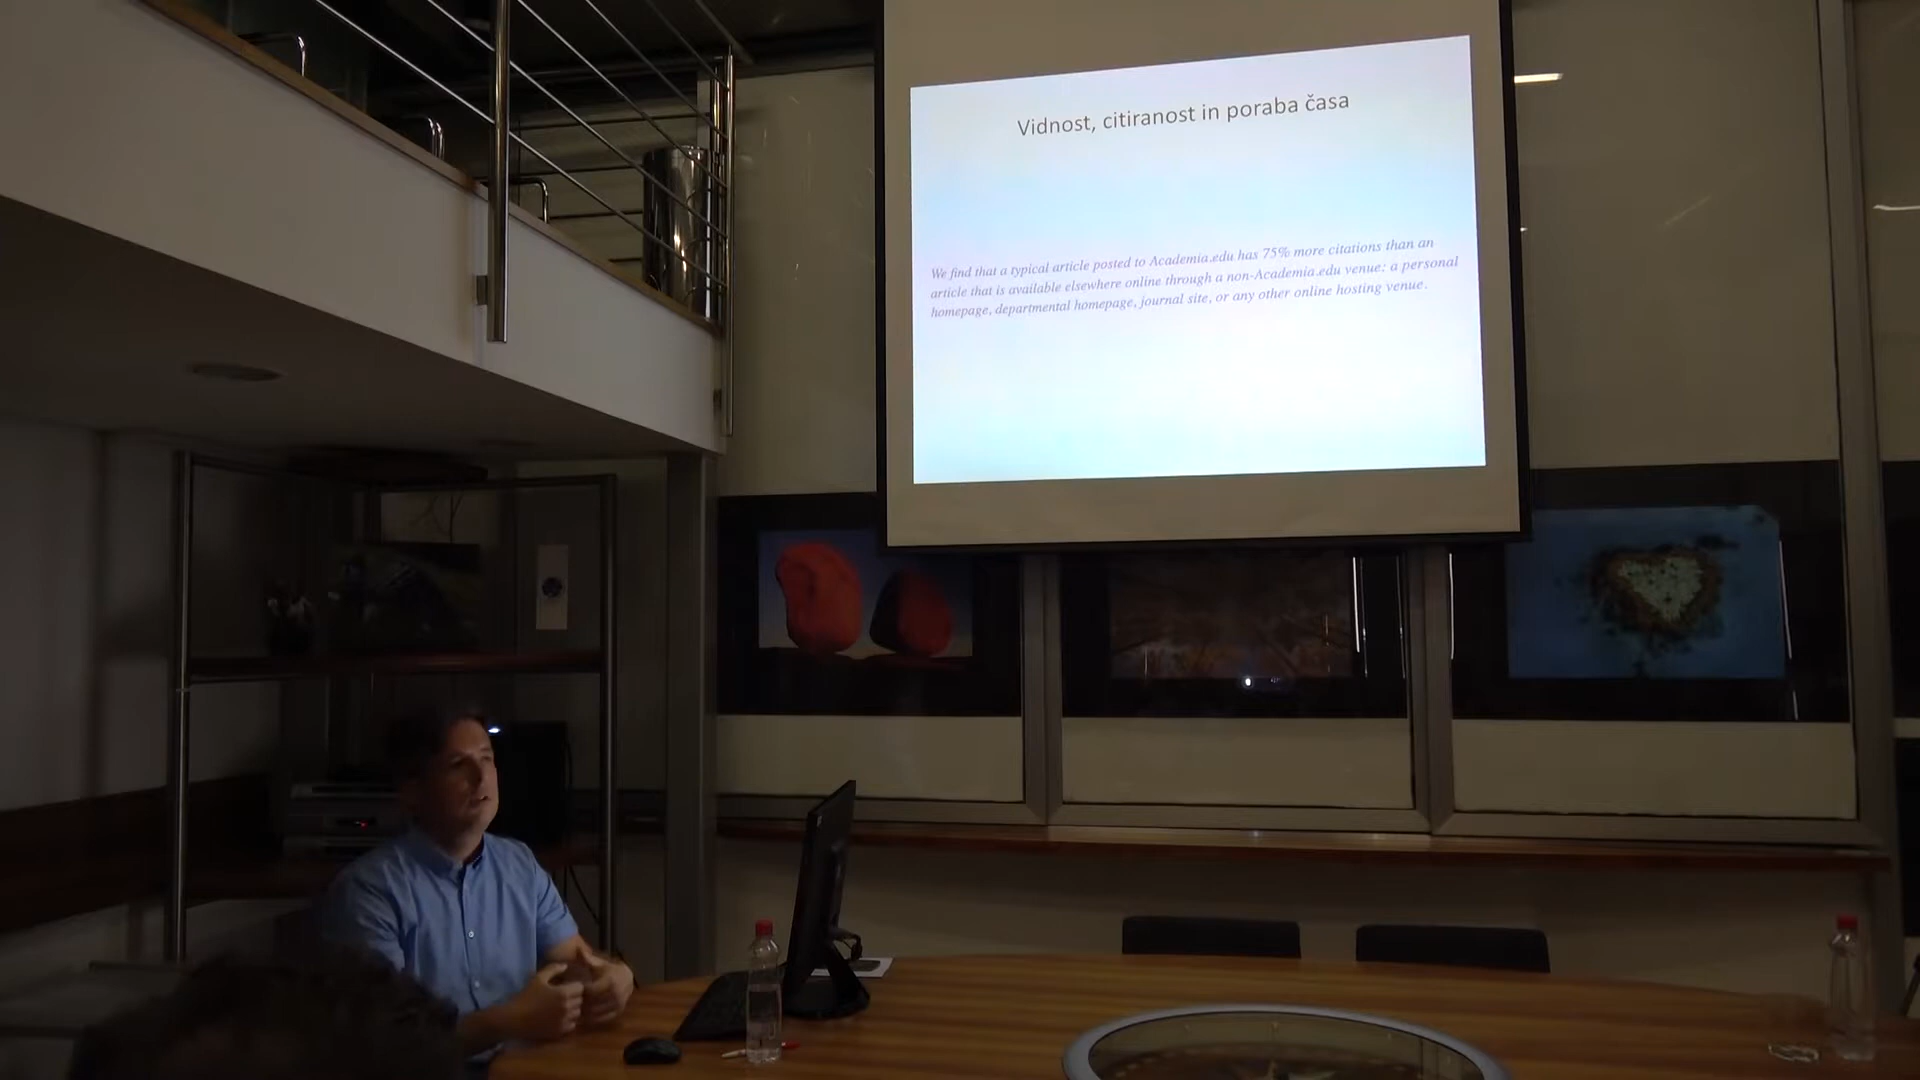 Vidnost, citiranost in poraba časa
We find that a typical article posted to Academia.edu has 75% more citations than an
article that is available elsewhere online through a non-Academia.edu venue: a personal
homepage, departmental homepage, journal site, or any other online hosting venue.